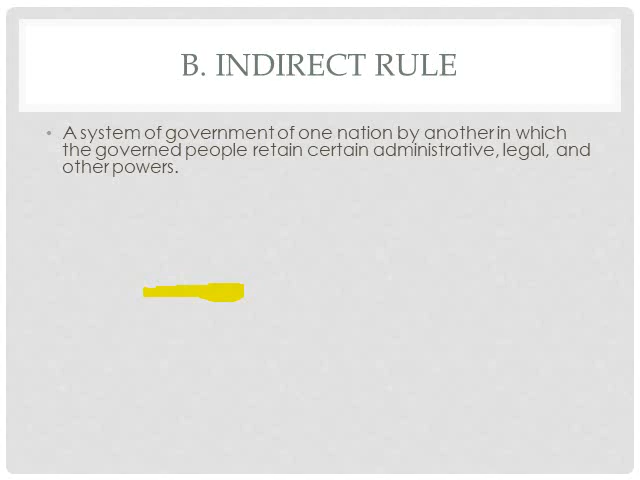 B. INDIRECT RULE
• A system of government of one nation by another in which
the governed people retain certain administrative, legal, and
other powers.